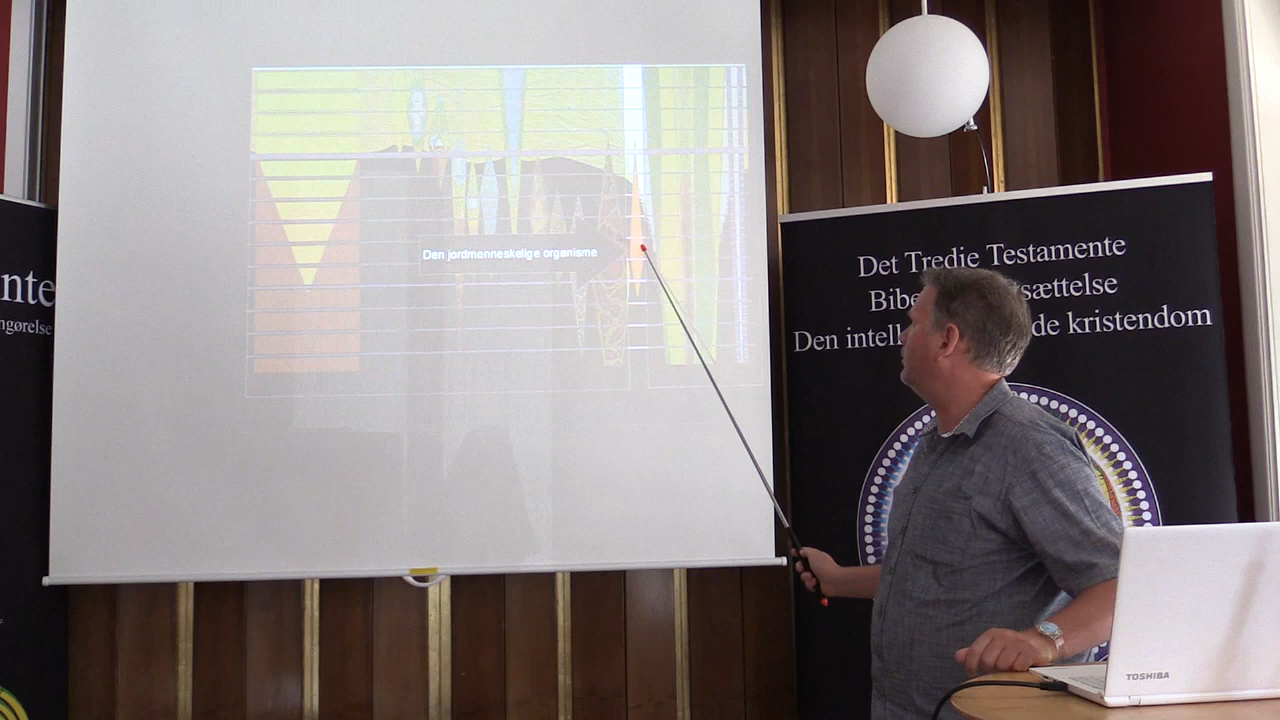 nte
ngørelse
Den jordmenneskelige organisme
Det Tredie Testamente
Bibe sættelse
Den intell de kristendom
TOSHIBA